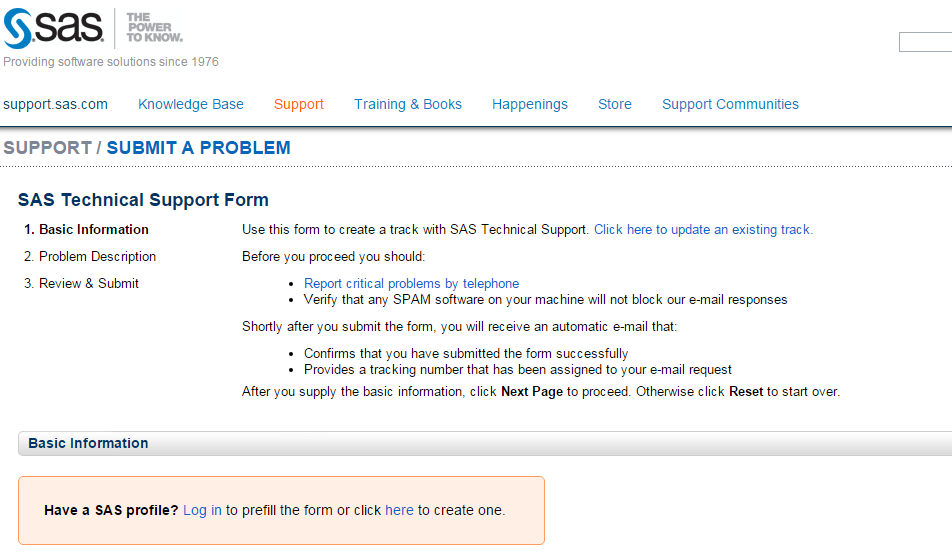 sas THE POWER TO KNOW.
Providing software solutions since 1976
support.sas.com Knowledge Base Support Training & Books Happenings Store Support Communities
SUPPORT / SUBMIT A PROBLEM
SAS Technical Support Form
1. Basic Information
2. Problem Description
3. Review & Submit
Use this form to create a track with SAS Technical Support. Click here to update an existing track.
Before you proceed you should:
• Report critical problems by telephone
• Verify that any SPAM software on your machine will not block our e-mail responses
Shortly after you submit the form, you will receive an automatic e-mail that:
• Confirms that you have submitted the form successfully
• Provides a tracking number that has been assigned to your e-mail request
After you supply the basic information, click Next Page to proceed. Otherwise click Reset to start over.
Basic Information
Have a SAS profile? Log in to prefill the form or click here to create one.